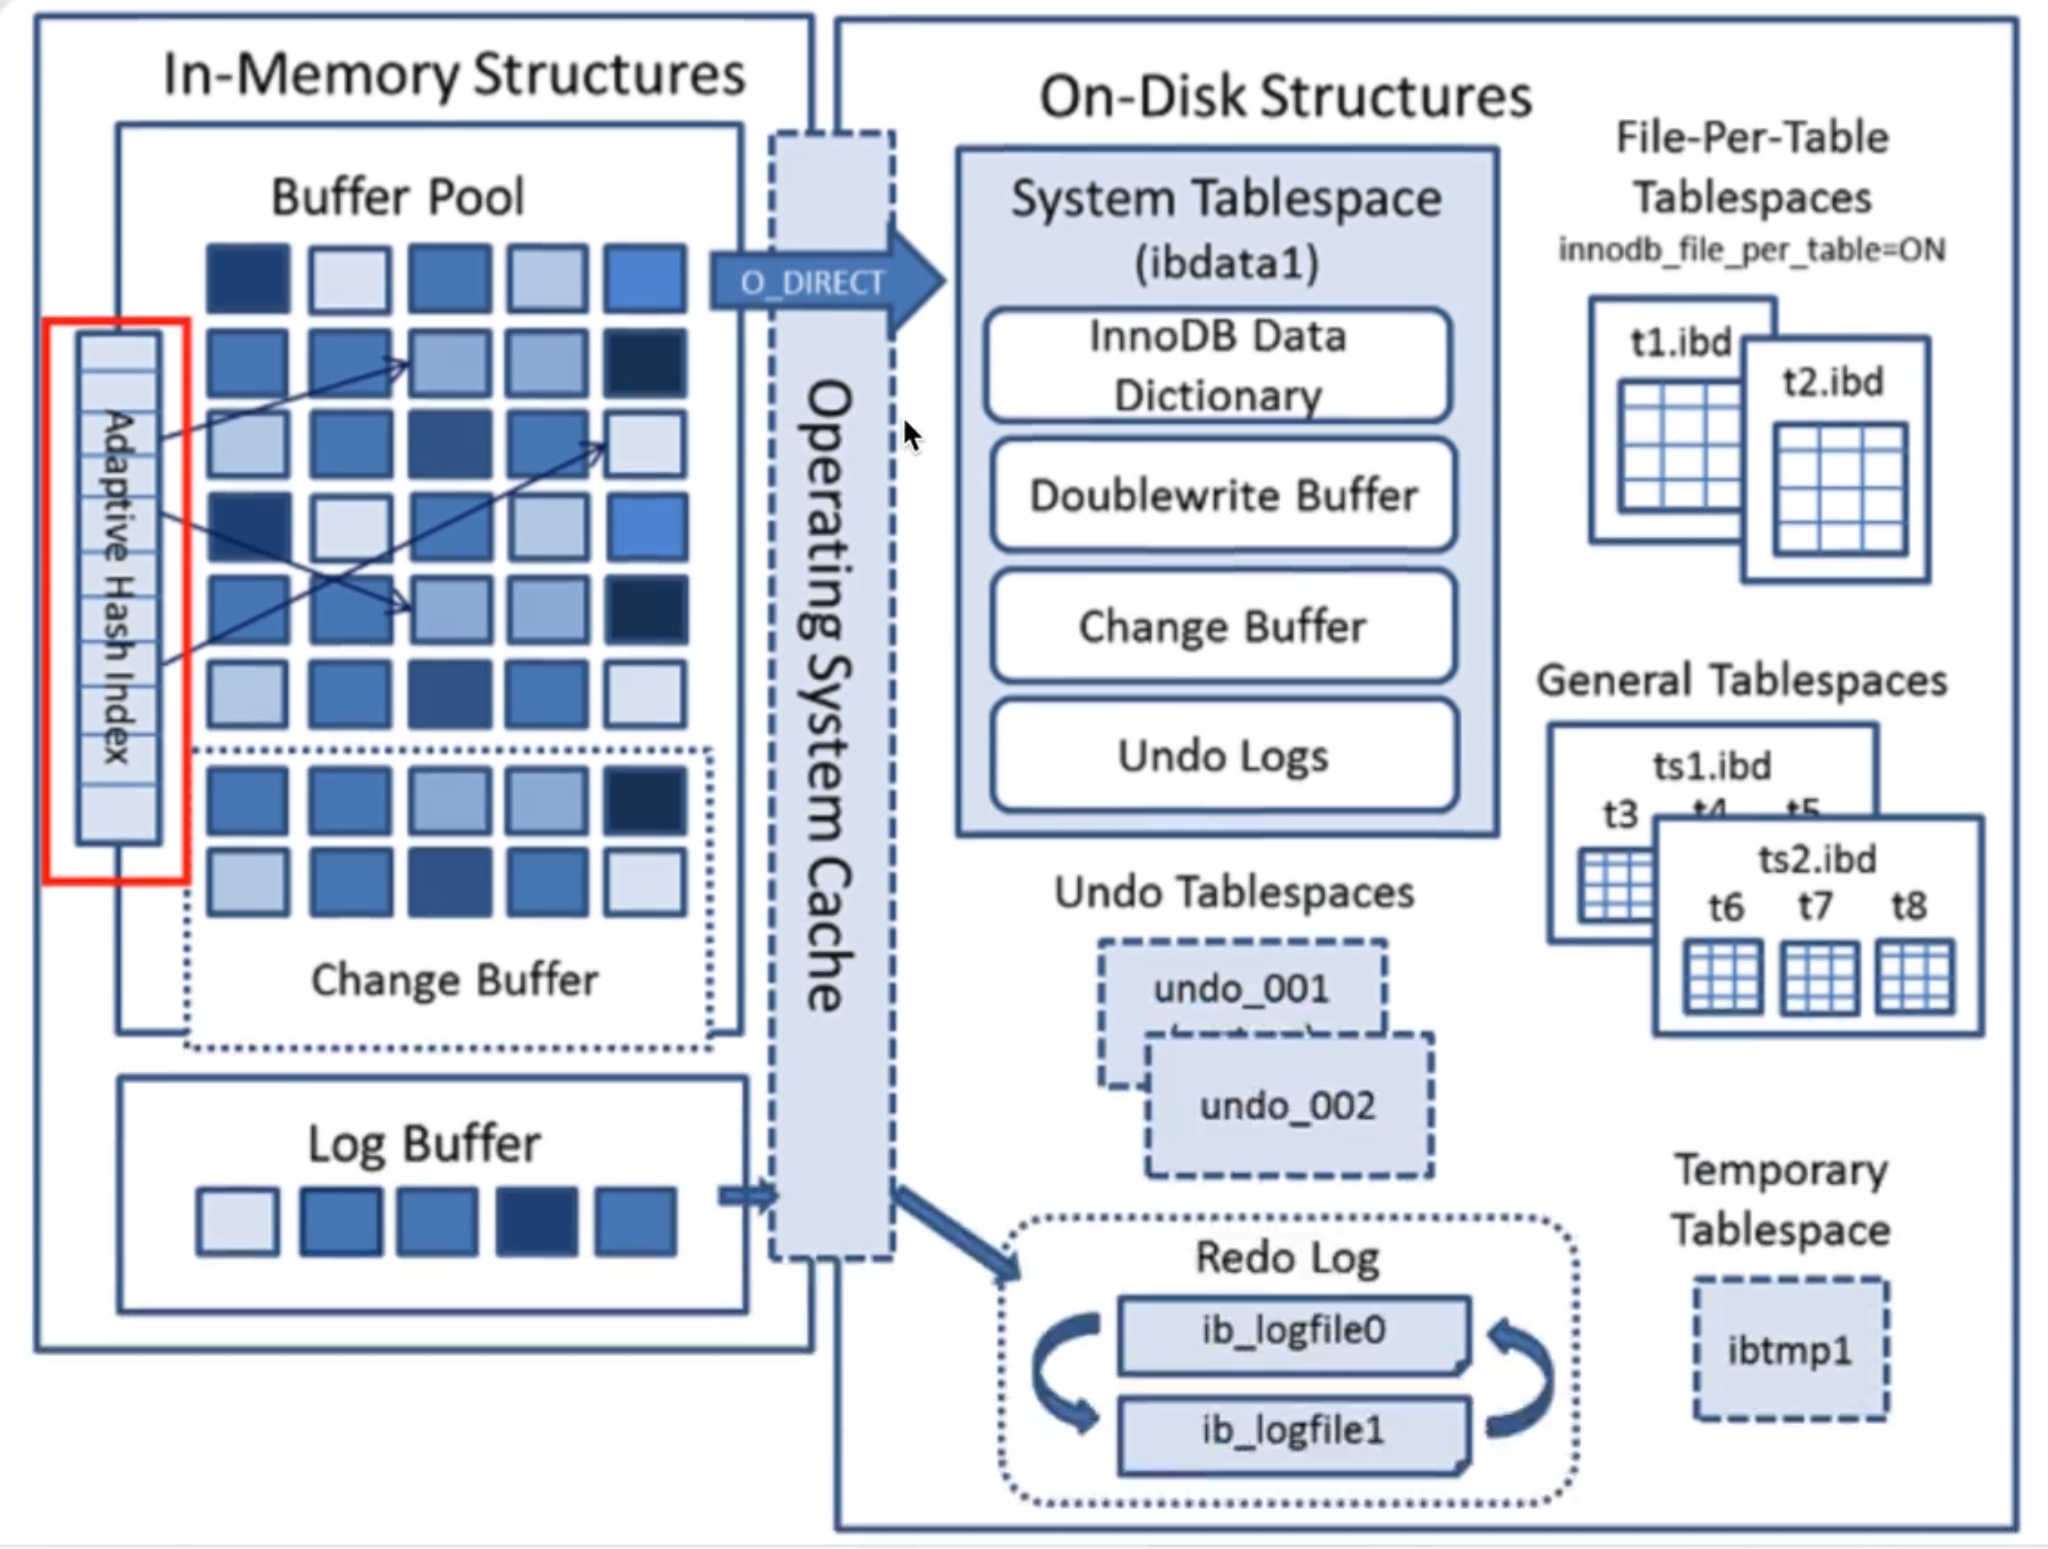 In-Memory Structures
Buffer Pool
Adaptive Hash Index
Change Buffer
Log Buffer
Operating System Cache
O_DIRECT
On-Disk Structures
System Tablespace
(ibdata1)
InnoDB Data
Dictionary
Doublewrite Buffer
Change Buffer
Undo Logs
Undo Tablespaces
undo_001
undo_002
Redo Log
ib_logfile0
ib_logfile1
File-Per-Table
Tablespaces
innodb_file_per_table=ON
t1.ibd
t2.ibd
General Tablespaces
ts1.ibd
t3 t4 t5
ts2.ibd
t6 t7 t8
Temporary
Tablespace
ibtmp1